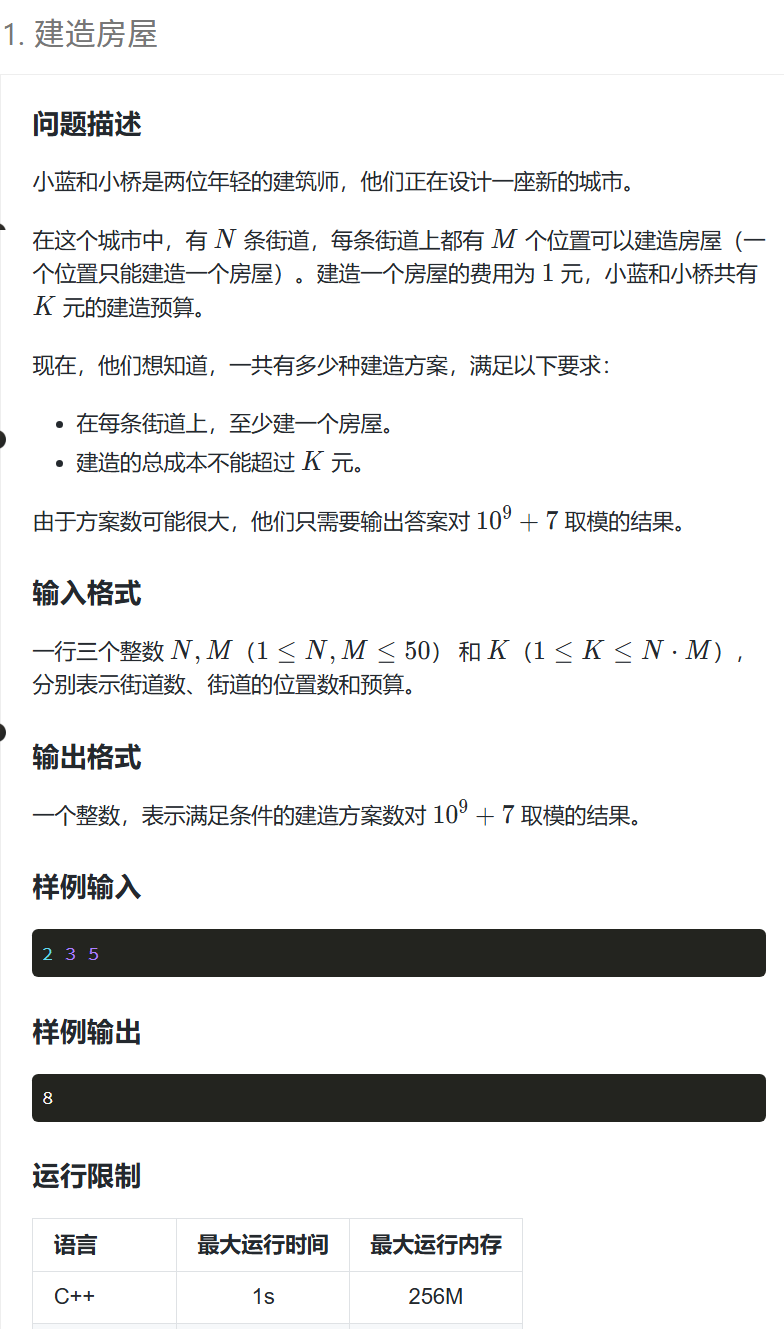 1. 建造房屋
问题描述
小蓝和小桥是两位年轻的建筑师，他们正在设计一座新的城市。
在这个城市中，有 N 条街道，每条街道上都有 M 个位置可以建造房屋（一
个位置只能建造一个房屋）。建造一个房屋的费用为 1 元，小蓝和小桥共有
K 元的建造预算。
现在，他们想知道，一共有多少种建造方案，满足以下要求：
• 在每条街道上，至少建一个房屋。
• 建造的总成本不能超过 K 元。
由于方案数可能很大，他们只需要输出答案对 10⁹ + 7 取模的结果。
输入格式
一行三个整数 N, M（1 ≤ N, M ≤ 50） 和 K（1 ≤ K ≤ N · M），
分别表示街道数、街道的位置数和预算。
输出格式
一个整数，表示满足条件的建造方案数对 10⁹ + 7 取模的结果。
样例输入
2 3 5
样例输出
8
运行限制
语言 最大运行时间 最大运行内存
C++ 1s 256M